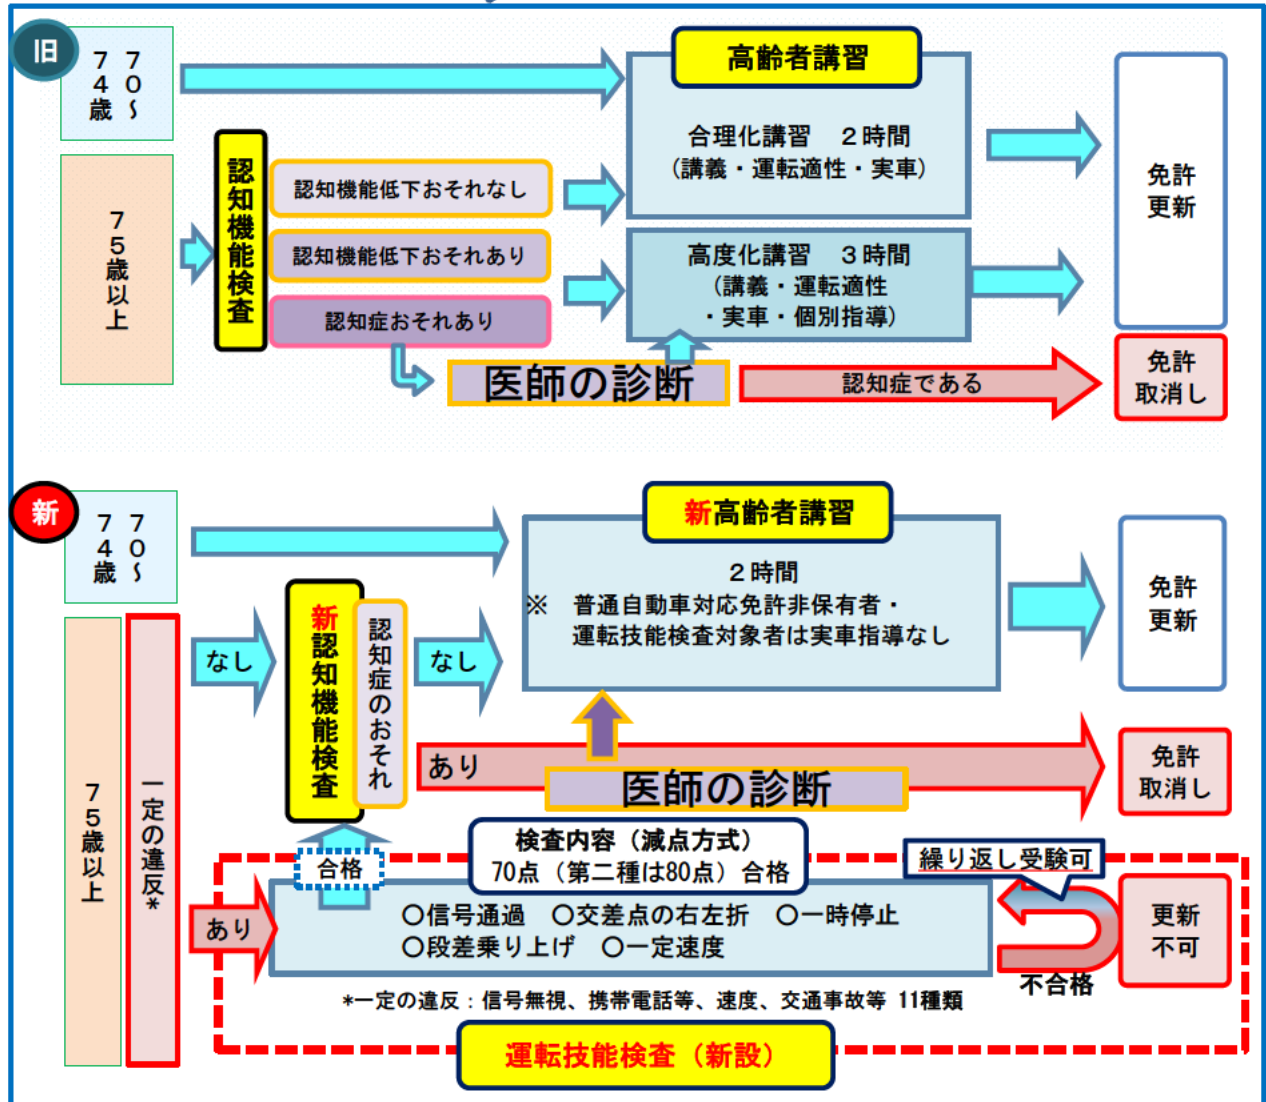 旧
７０～
７４歳
高齢者講習
合理化講習　２時間
（講義・運転適性・実車）
免許
更新
７５歳以上
認知機能検査
認知機能低下おそれなし
認知機能低下おそれあり
認知症おそれあり
高度化講習　３時間
（講義・運転適性
・実車・個別指導）
医師の診断
認知症である
免許
取消し
新
７０～
７４歳
新高齢者講習
２時間
※　普通自動車対応免許非保有者・
運転技能検査対象者は実車指導なし
免許
更新
７５歳以上
一定の違反*
なし
新認知機能検査
認知症のおそれ
なし
あり
医師の診断
免許
取消し
合格
検査内容（減点方式）
70点（第二種は80点）合格
繰り返し受験可
あり
〇信号通過　〇交差点の右左折　〇一時停止
〇段差乗り上げ　〇一定速度
不合格
更新
不可
*一定の違反：信号無視、携帯電話等、速度、交通事故等 11種類
運転技能検査（新設）